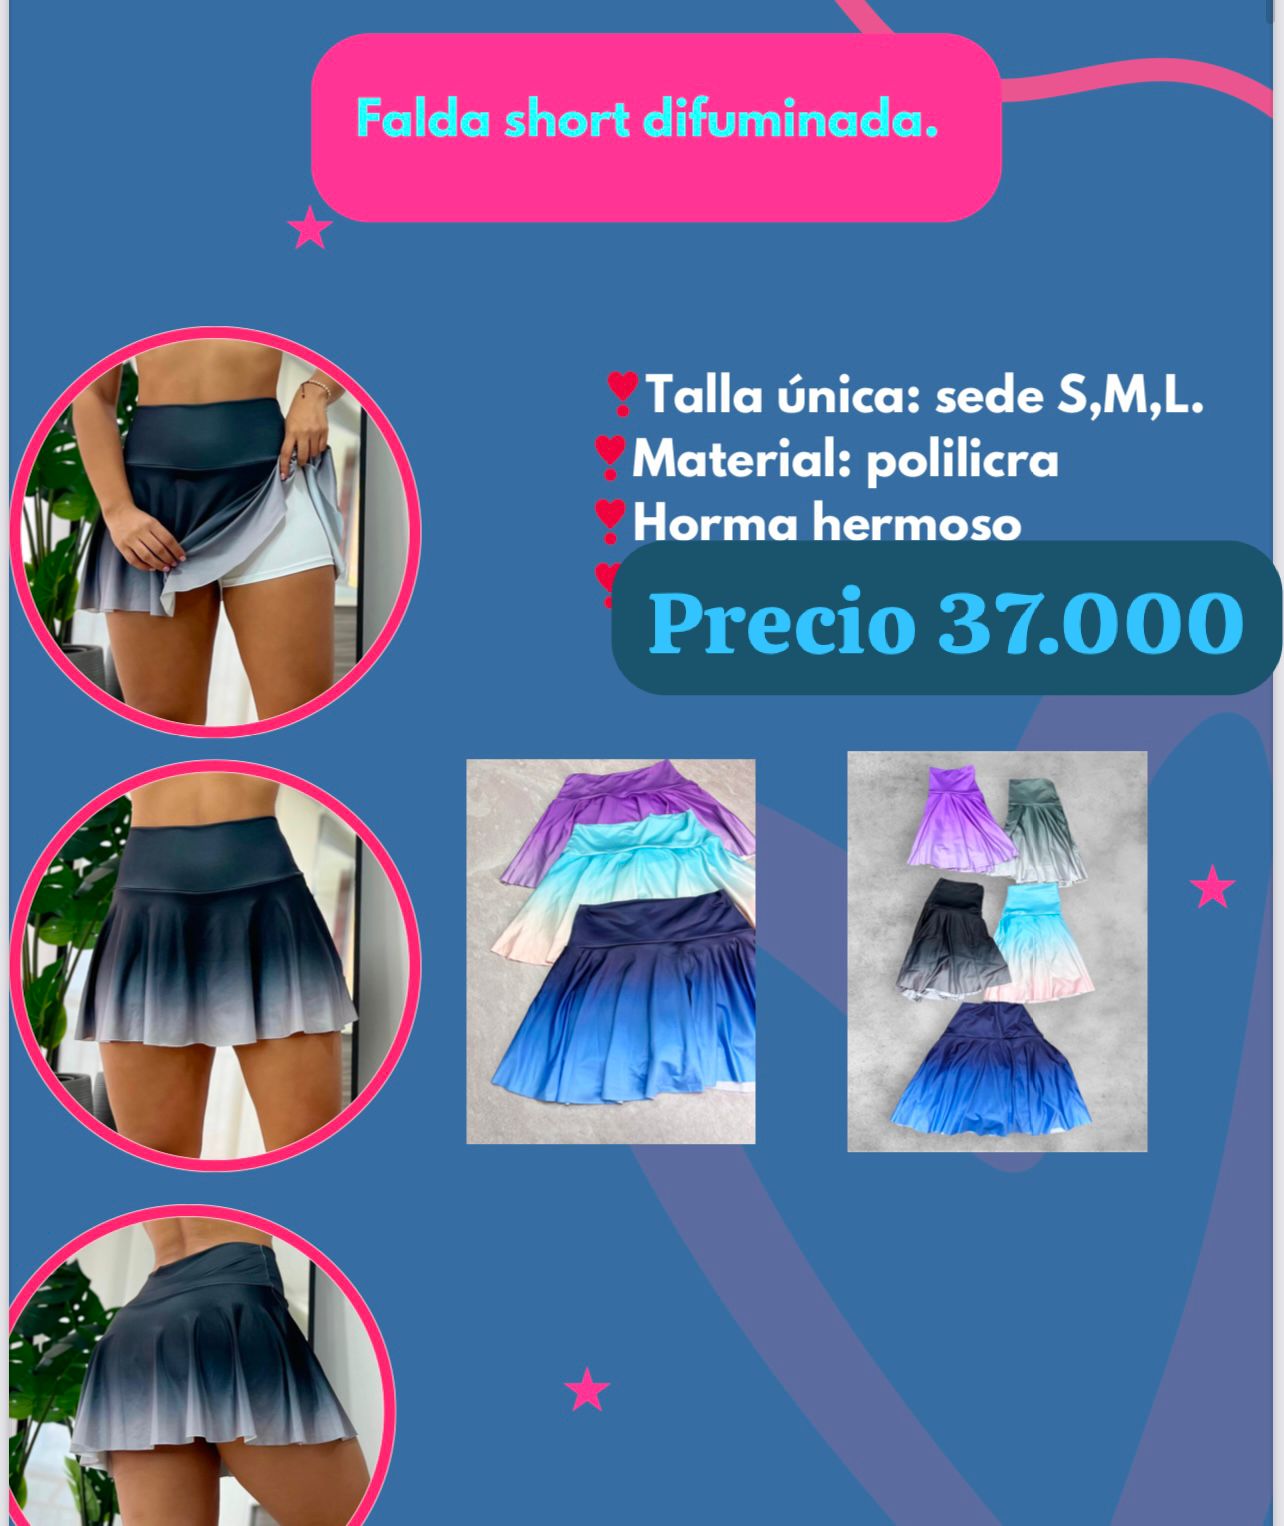 Falda short difuminada.
❣Talla única: sede S,M,L.
❣Material: polilicra
❣Horma hermoso
❣
Precio 37.000